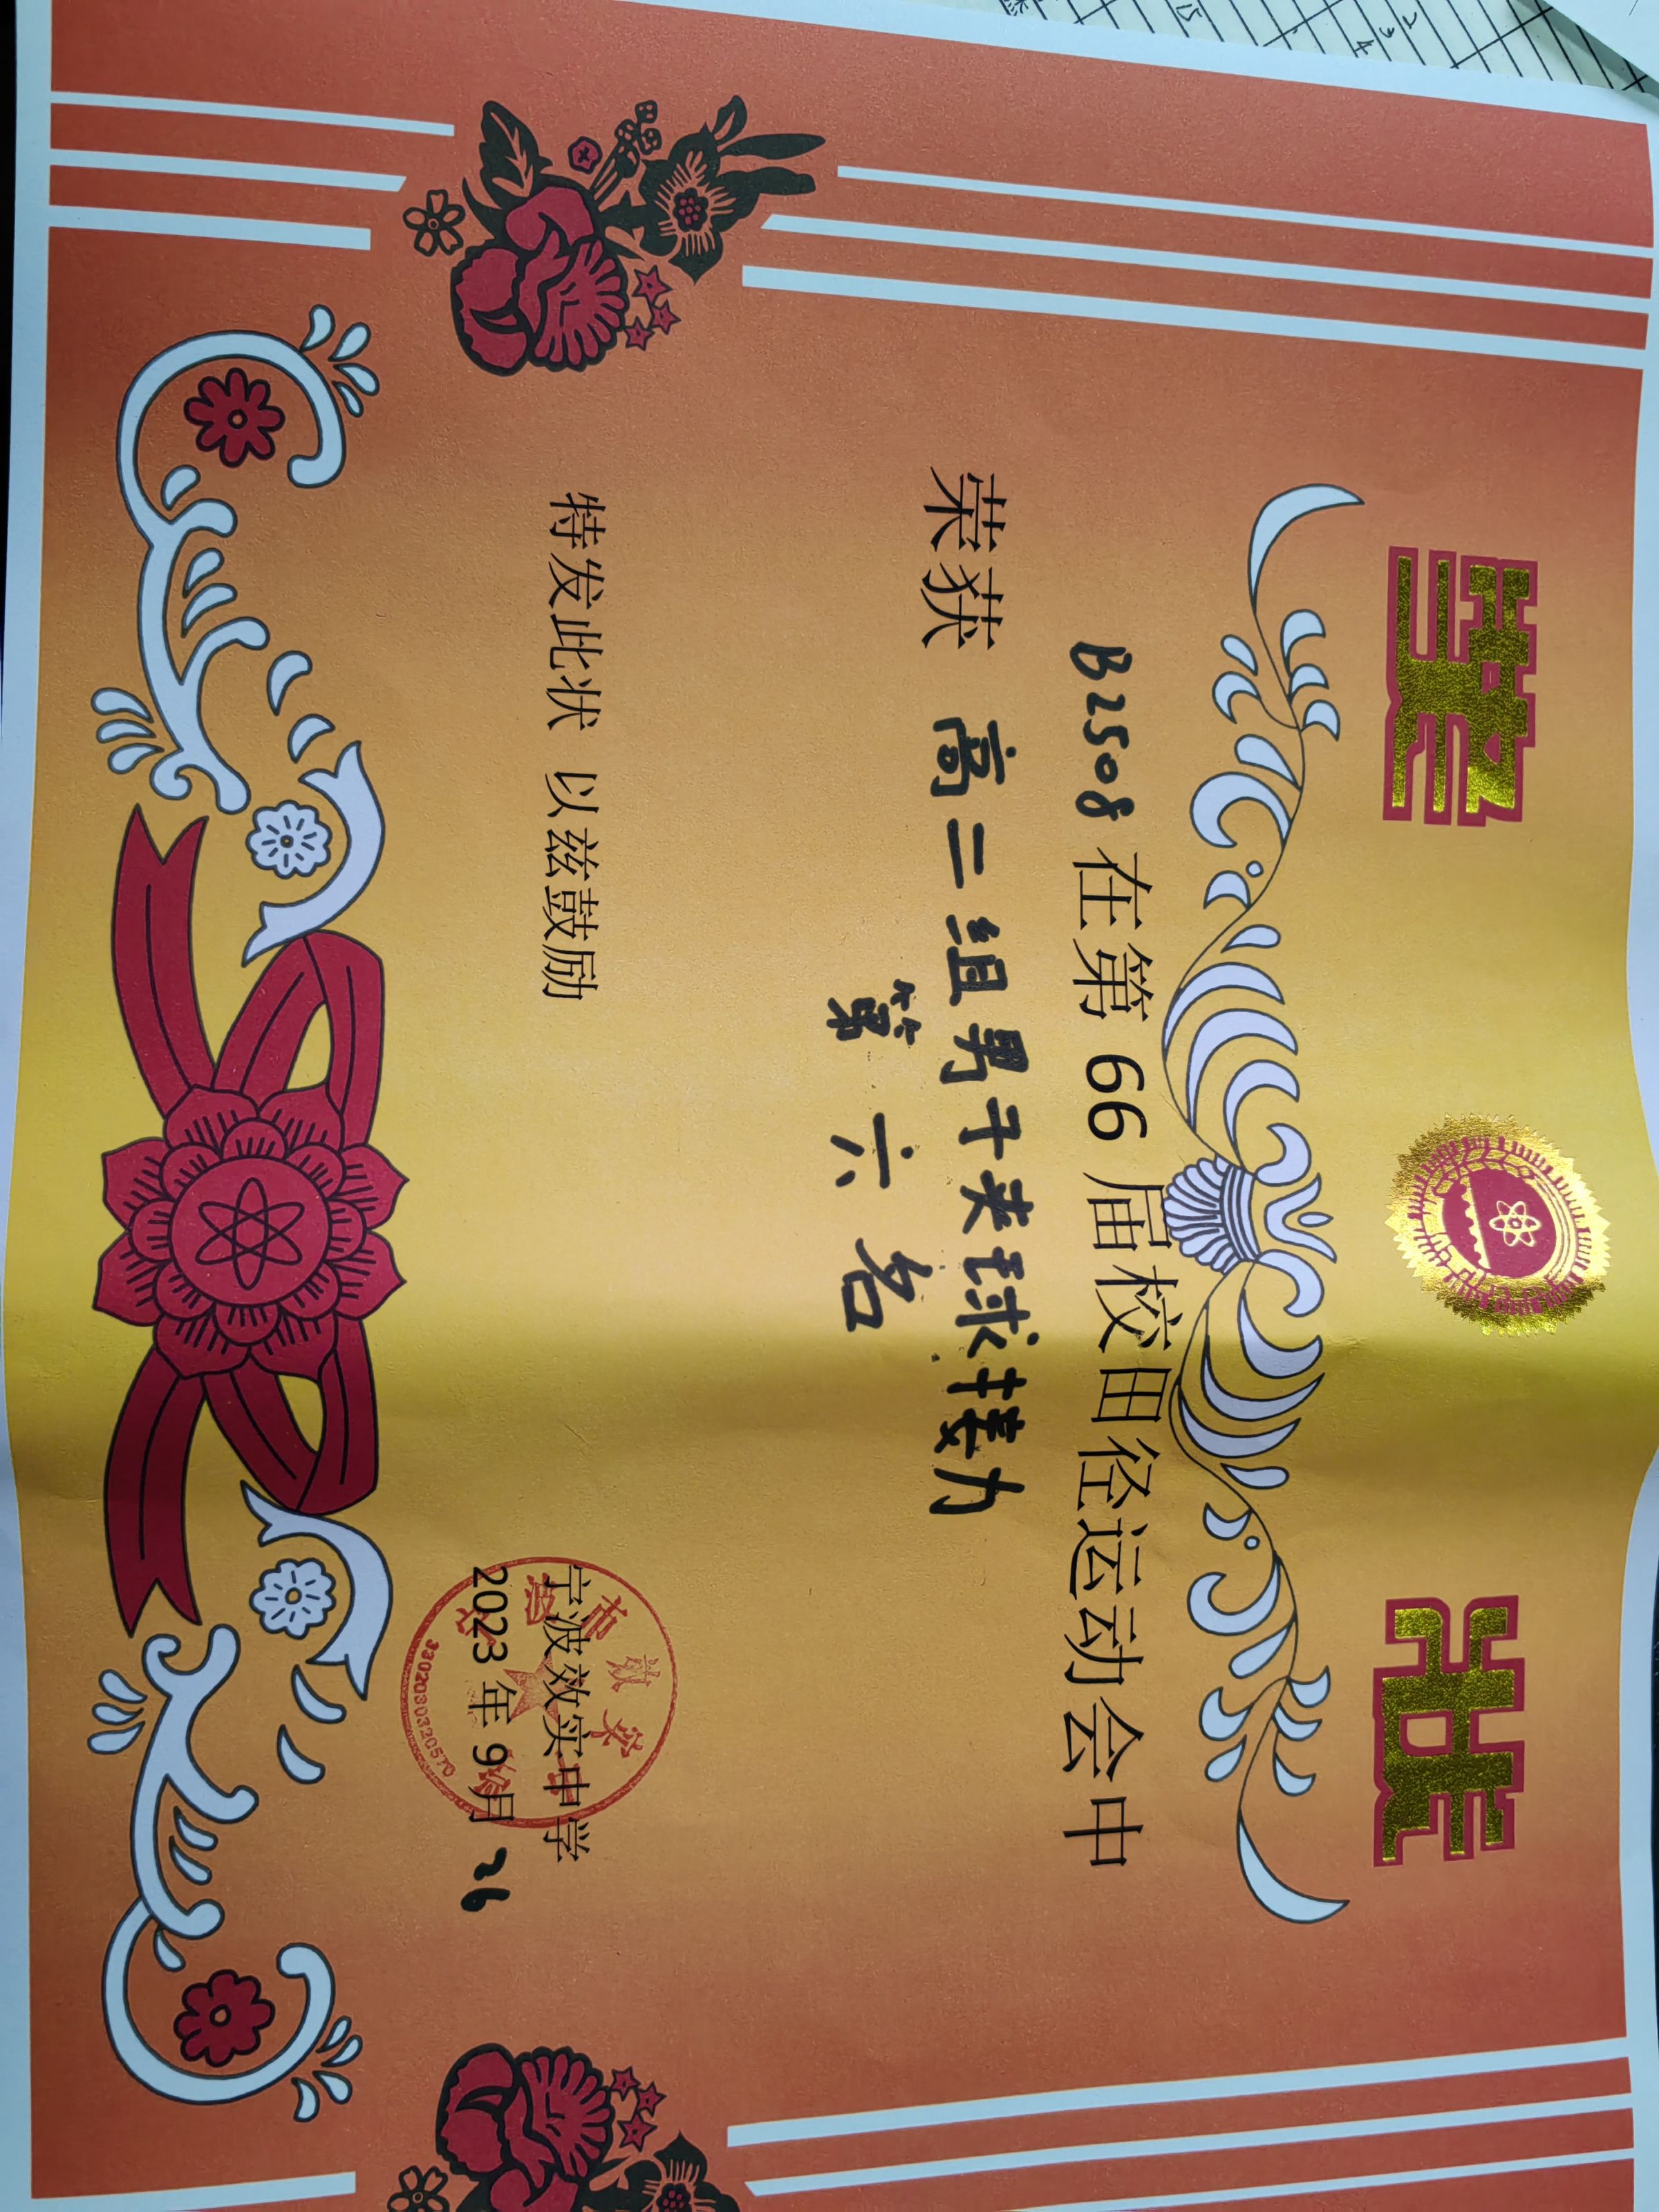 奖状
B2508 在第 66 届校田径运动会中
荣获 高二组男子夹球接力
第六名
特发此状 以兹鼓励
宁波效实中学
2023 年 9月 26
3302030320570